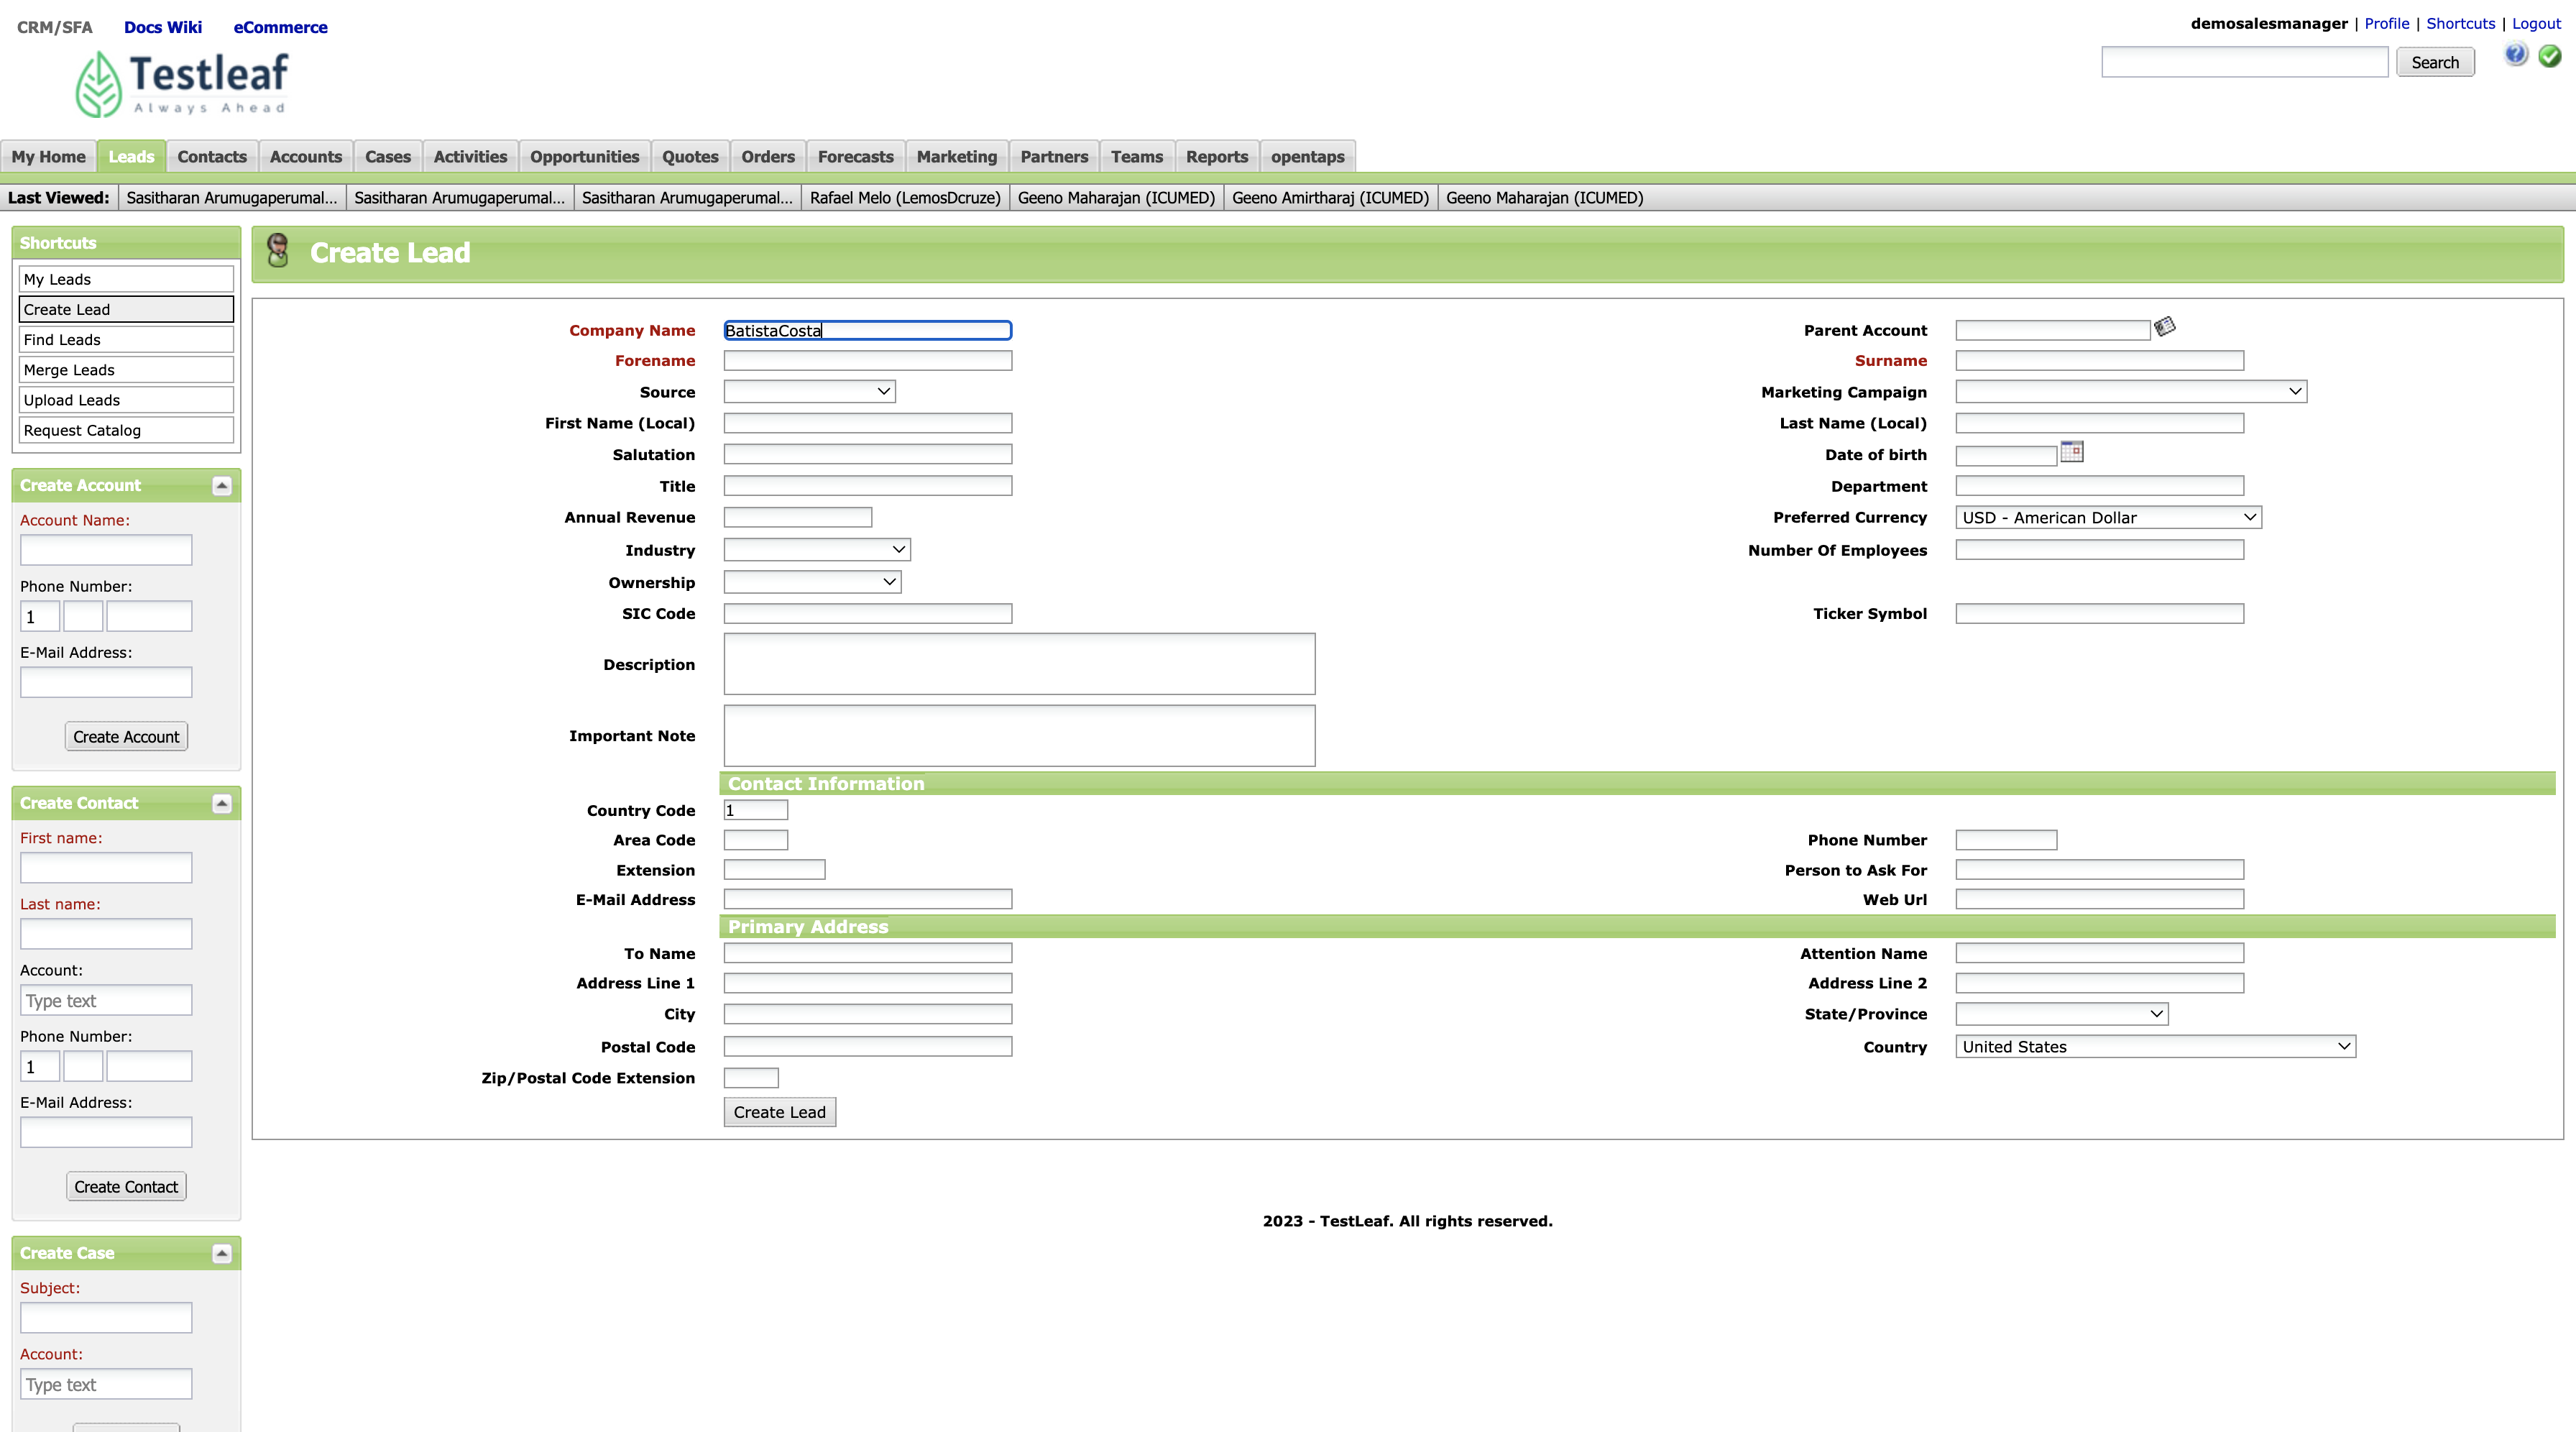 CRM/SFA Docs Wiki eCommerce
demosalesmanager | Profile | Shortcuts | Logout
Testleaf
Always Ahead
Search
My Home Leads Contacts Accounts Cases Activities Opportunities Quotes Orders Forecasts Marketing Partners Teams Reports opentaps
Last Viewed: Sasitharan Arumugaperumal... Sasitharan Arumugaperumal... Sasitharan Arumugaperumal... Rafael Melo (LemosDcruze) Geeno Maharajan (ICUMED) Geeno Amirtharaj (ICUMED) Geeno Maharajan (ICUMED)
Shortcuts
My Leads
Create Lead
Find Leads
Merge Leads
Upload Leads
Request Catalog
Create Account
Account Name:
Phone Number:
1
E-Mail Address:
Create Account
Create Contact
First name:
Last name:
Account:
Type text
Phone Number:
1
E-Mail Address:
Create Contact
Create Case
Subject:
Account:
Type text
Create Lead
Company Name BatistaCosta Parent Account
Forename Surname
Source Marketing Campaign
First Name (Local) Last Name (Local)
Salutation Date of birth
Title Department
Annual Revenue Preferred Currency USD - American Dollar
Industry Number Of Employees
Ownership
SIC Code Ticker Symbol
Description
Important Note
Contact Information
Country Code 1
Area Code Phone Number
Extension Person to Ask For
E-Mail Address Web Url
Primary Address
To Name Attention Name
Address Line 1 Address Line 2
City State/Province
Postal Code Country United States
Zip/Postal Code Extension
Create Lead
2023 - TestLeaf. All rights reserved.